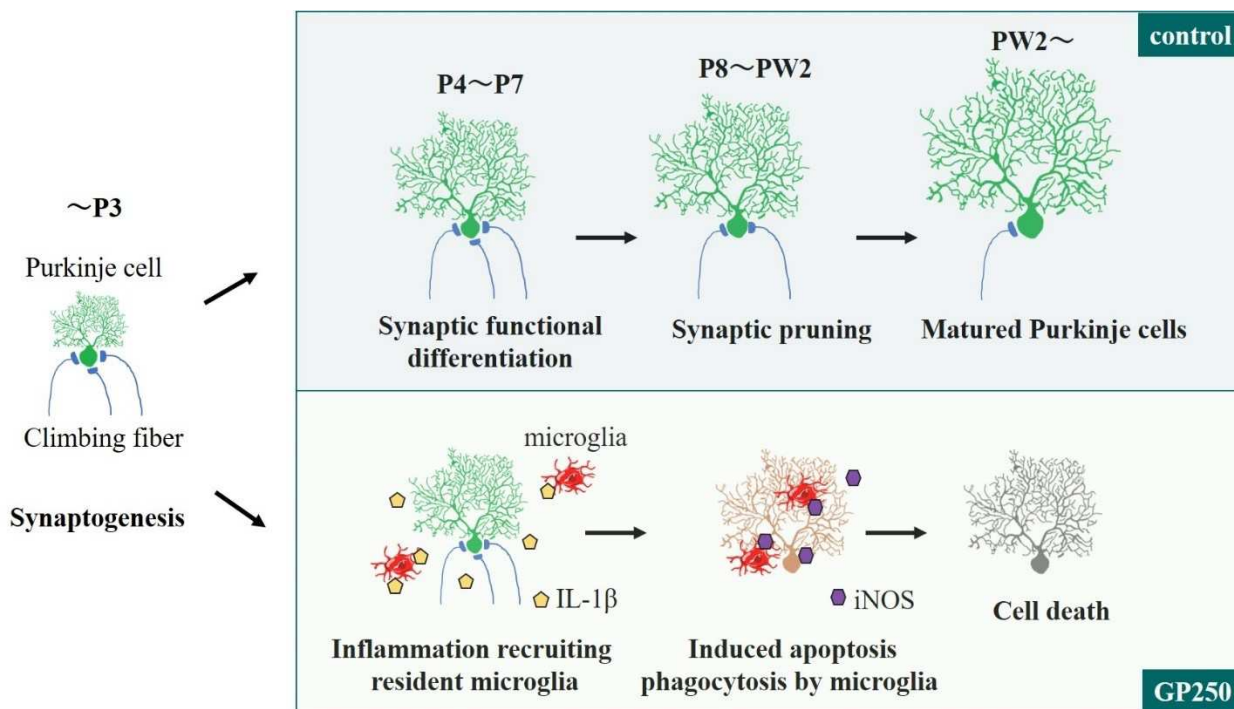 ～P3
Purkinje cell
Climbing fiber
Synaptogenesis
control
P4～P7
P8～PW2
PW2～
Synaptic functional
differentiation
Synaptic pruning
Matured Purkinje cells
microglia
IL-1β
iNOS
Inflammation recruiting
resident microglia
Induced apoptosis
phagocytosis by microglia
Cell death
GP250